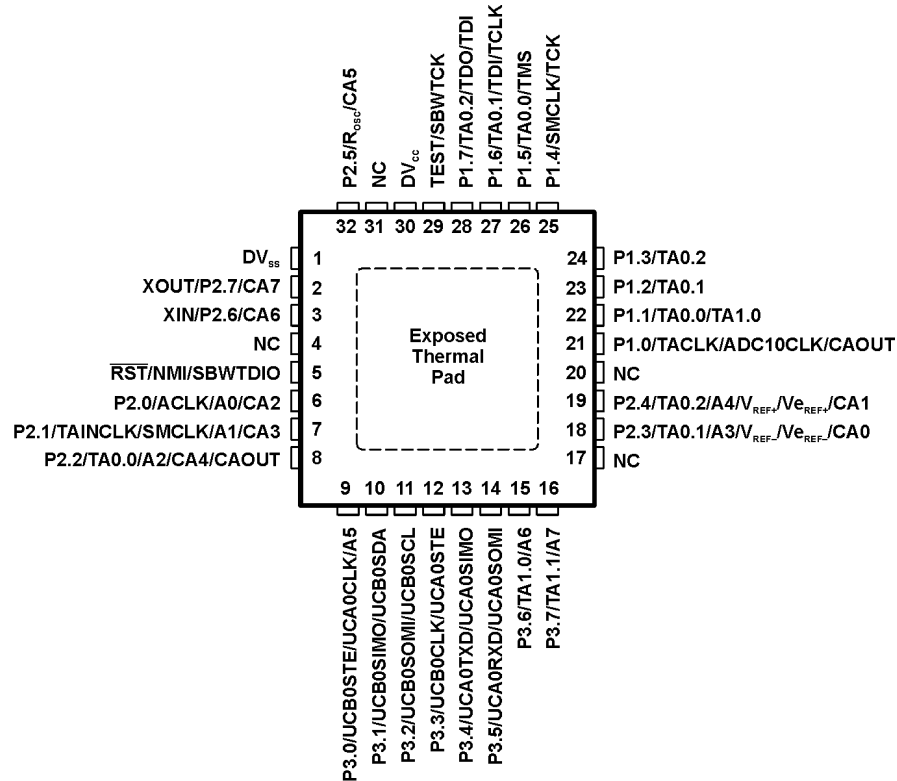 P2.5/Rosc/CA5
NC
DVcc
TEST/SBWTCK
P1.7/TA0.2/TDO/TDI
P1.6/TA0.1/TDI/TCLK
P1.5/TA0.0/TMS
P1.4/SMCLK/TCK
32 31 30 29 28 27 26 25
DVss 1
XOUT/P2.7/CA7 2
XIN/P2.6/CA6 3
NC 4
RST/NMI/SBWTDIO 5
P2.0/ACLK/A0/CA2 6
P2.1/TAINCLK/SMCLK/A1/CA3 7
P2.2/TA0.0/A2/CA4/CAOUT 8
Exposed
Thermal
Pad
24 P1.3/TA0.2
23 P1.2/TA0.1
22 P1.1/TA0.0/TA1.0
21 P1.0/TACLK/ADC10CLK/CAOUT
20 NC
19 P2.4/TA0.2/A4/VREF+/VeREF+/CA1
18 P2.3/TA0.1/A3/VREF−/VeREF−/CA0
17 NC
9 10 11 12 13 14 15 16
P3.0/UCB0STE/UCA0CLK/A5
P3.1/UCB0SIMO/UCB0SDA
P3.2/UCB0SOMI/UCB0SCL
P3.3/UCB0CLK/UCA0STE
P3.4/UCA0TXD/UCA0SIMO
P3.5/UCA0RXD/UCA0SOMI
P3.6/TA1.0/A6
P3.7/TA1.1/A7